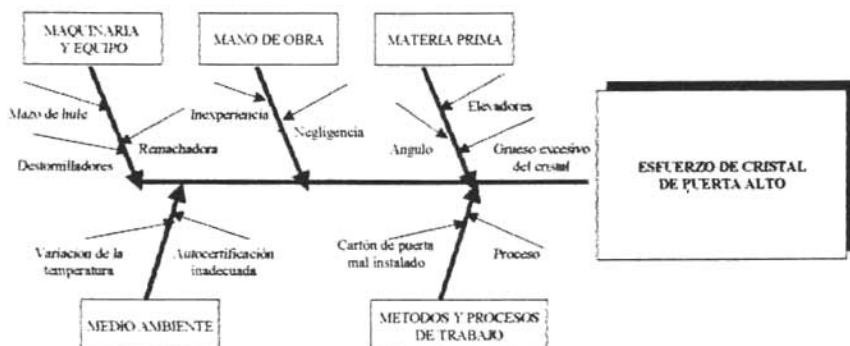 MAQUINARIA
Y EQUIPO
MANO DE OBRA
MATERIA PRIMA
Mazo de hule
Inexperiencia
Elevadores
Negligencia
Remachadora
Destornilladores
Angulo
Grueso excesivo
del cristal
ESFUERZO DE CRISTAL
DE PUERTA ALTO
Variación de la
temperatura
Autocertificación
inadecuada
Cartón de puerta
mal instalado
Proceso
MEDIO AMBIENTE
METODOS Y PROCESOS
DE TRABAJO